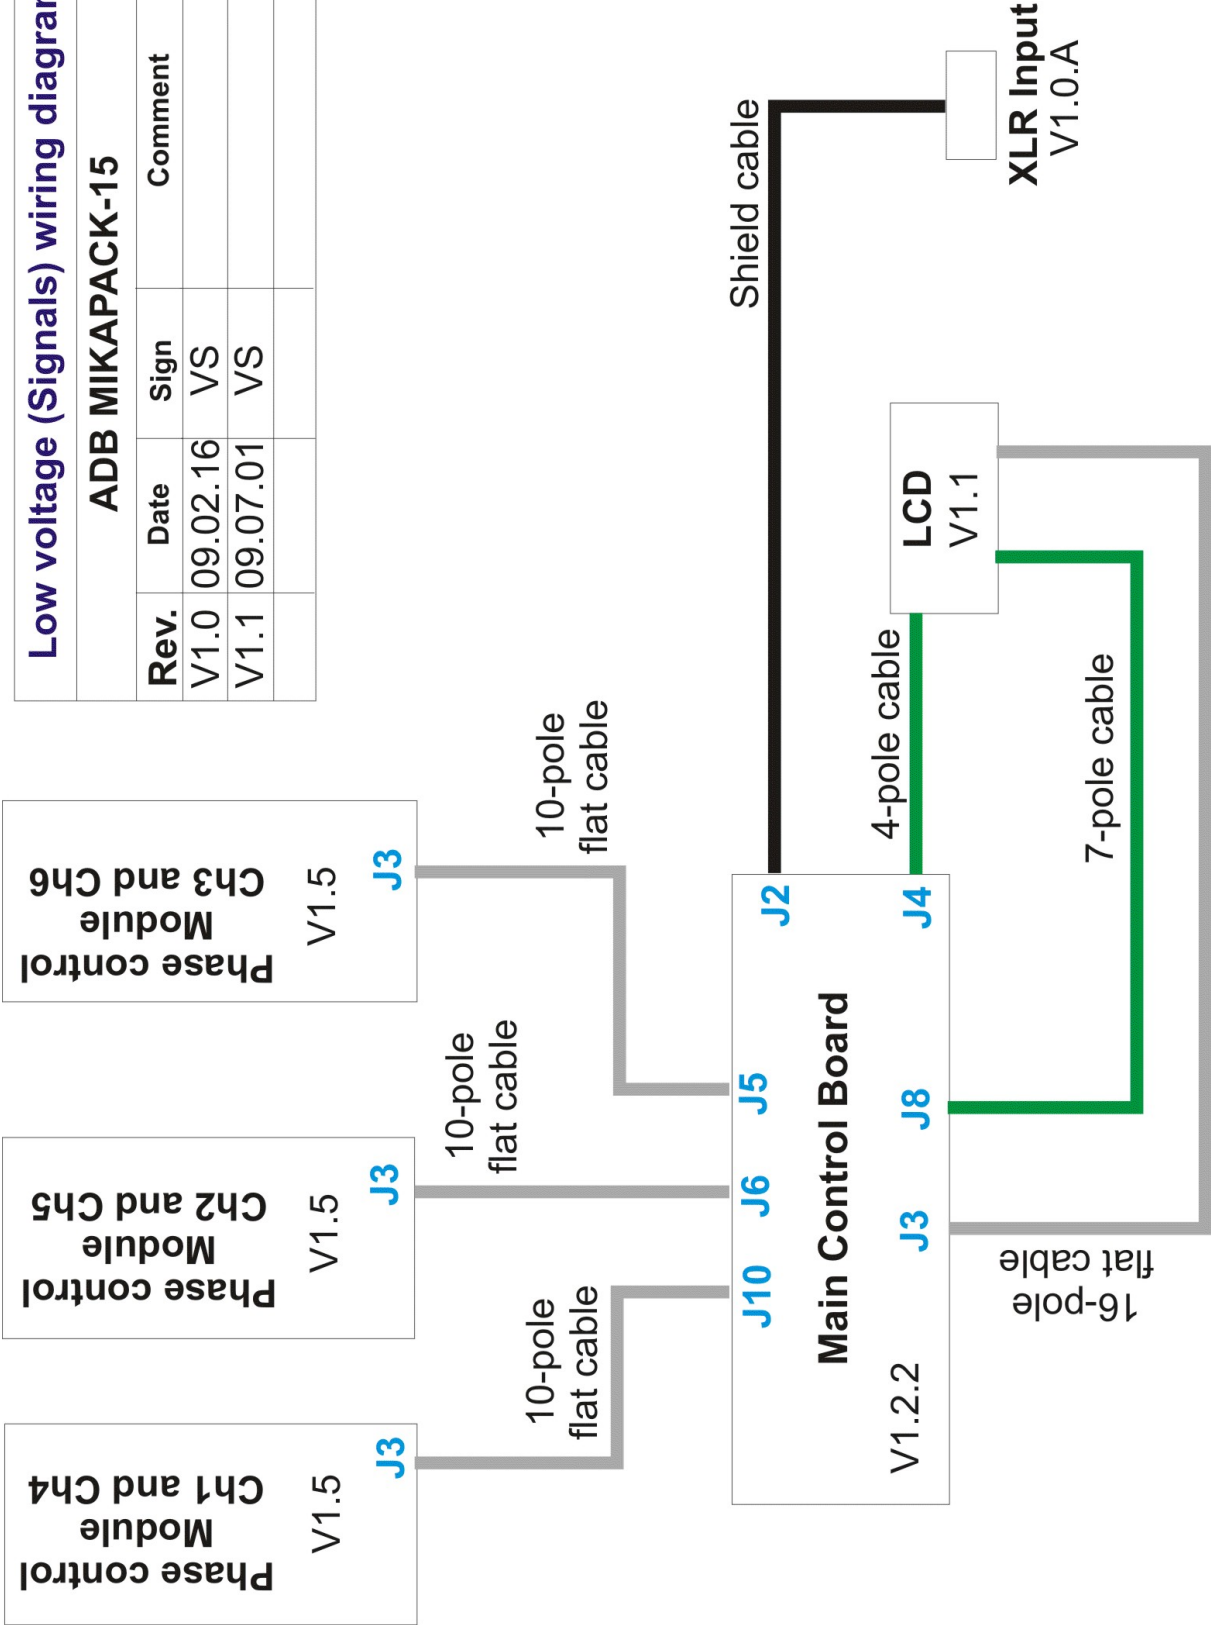 Low voltage (Signals) wiring diagram
ADB MIKAPACK-15
Rev. Date Sign Comment
V1.0 09.02.16 VS
V1.1 09.07.01 VS
Phase control
Module
Ch1 and Ch4
V1.5
J3
Phase control
Module
Ch2 and Ch5
V1.5
J3
Phase control
Module
Ch3 and Ch6
V1.5
J3
10-pole
flat cable
10-pole
flat cable
10-pole
flat cable
J10
J6
J5
J2
Main Control Board
V1.2.2
J3
J8
J4
Shield cable
4-pole cable
7-pole cable
16-pole
flat cable
LCD
V1.1
XLR Input
V1.0.A